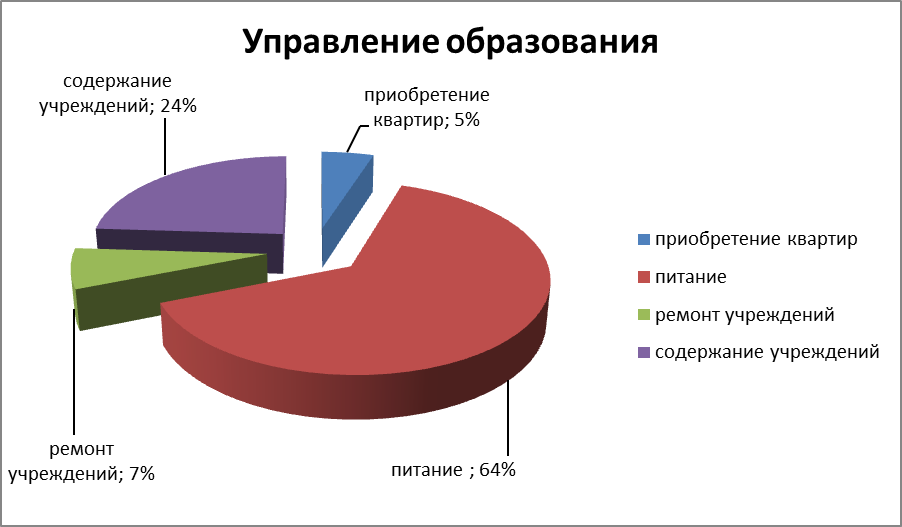 Управление образования
содержание
учреждений; 24%
приобретение
квартир; 5%
приобретение квартир
питание
ремонт учреждений
содержание учреждений
ремонт
учреждений; 7%
питание ; 64%